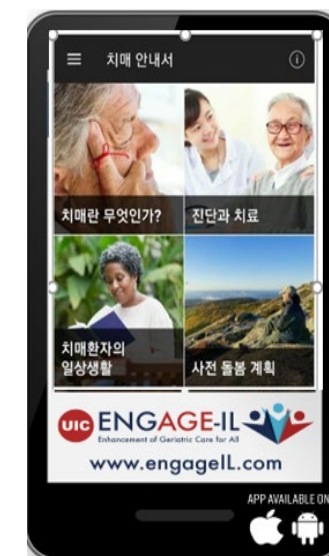 치매 안내서
치매란 무엇인가?
진단과 치료
치매환자의
일상생활
사전 돌봄 계획
UIC ENGAGE-IL
Enhancement of Geriatric Care for All
www.engageIL.com
APP AVAILABLE ON